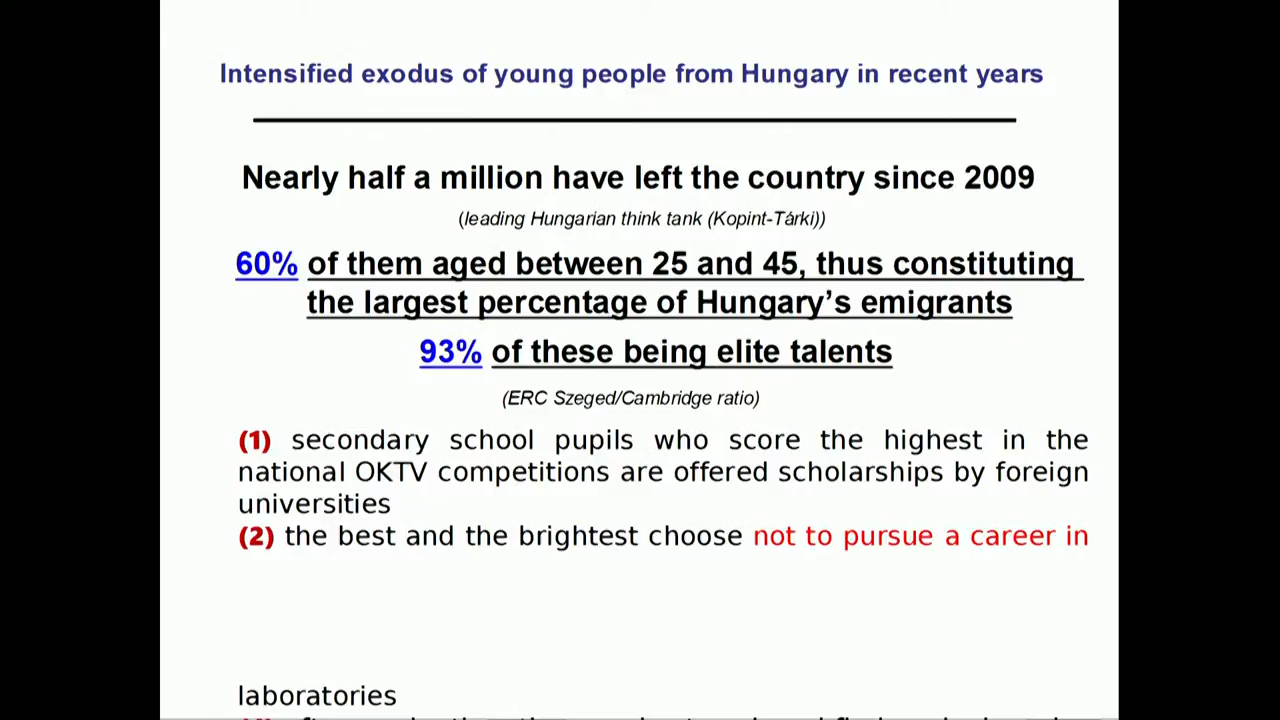 Intensified exodus of young people from Hungary in recent years
Nearly half a million have left the country since 2009
(leading Hungarian think tank (Kopint-Tárki))
60% of them aged between 25 and 45, thus constituting
the largest percentage of Hungary’s emigrants
93% of these being elite talents
(ERC Szeged/Cambridge ratio)
(1) secondary school pupils who score the highest in the
national OKTV competitions are offered scholarships by foreign
universities
(2) the best and the brightest choose not to pursue a career in
laboratories